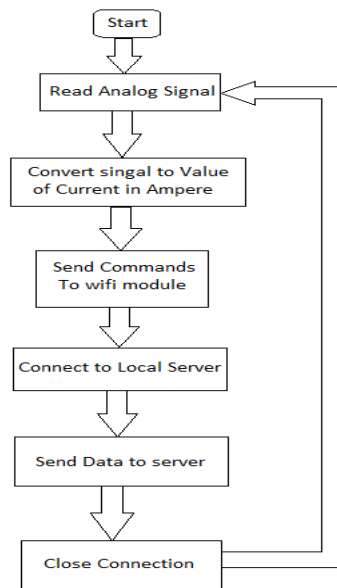 Start
Read Analog Signal
Convert singal to Value
of Current in Ampere
Send Commands
To wifi module
Connect to Local Server
Send Data to server
Close Connection